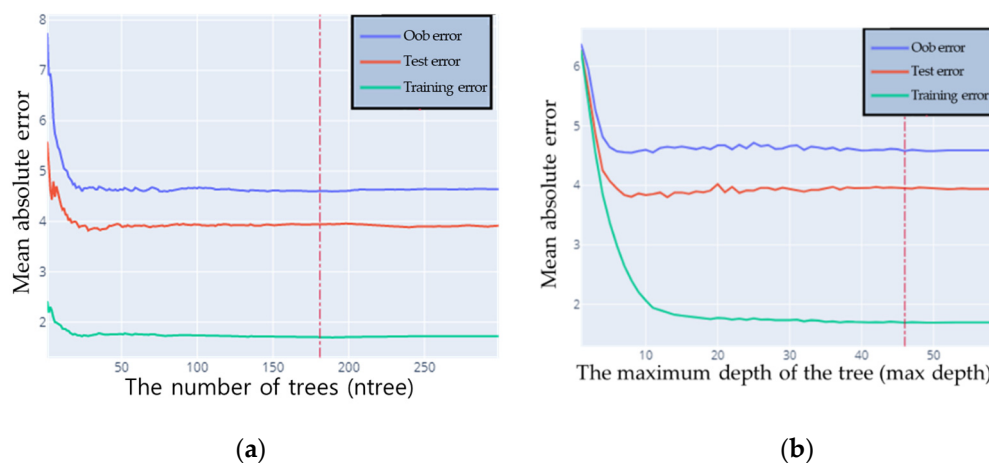 8
7
6
5
4
3
2
Mean absolute error
Oob error
Test error
Training error
50
100
150
200
250
The number of trees (ntree)
(a)
6
5
4
3
2
Mean absolute error
Oob error
Test error
Training error
10
20
30
40
50
The maximum depth of the tree (max depth)
(b)